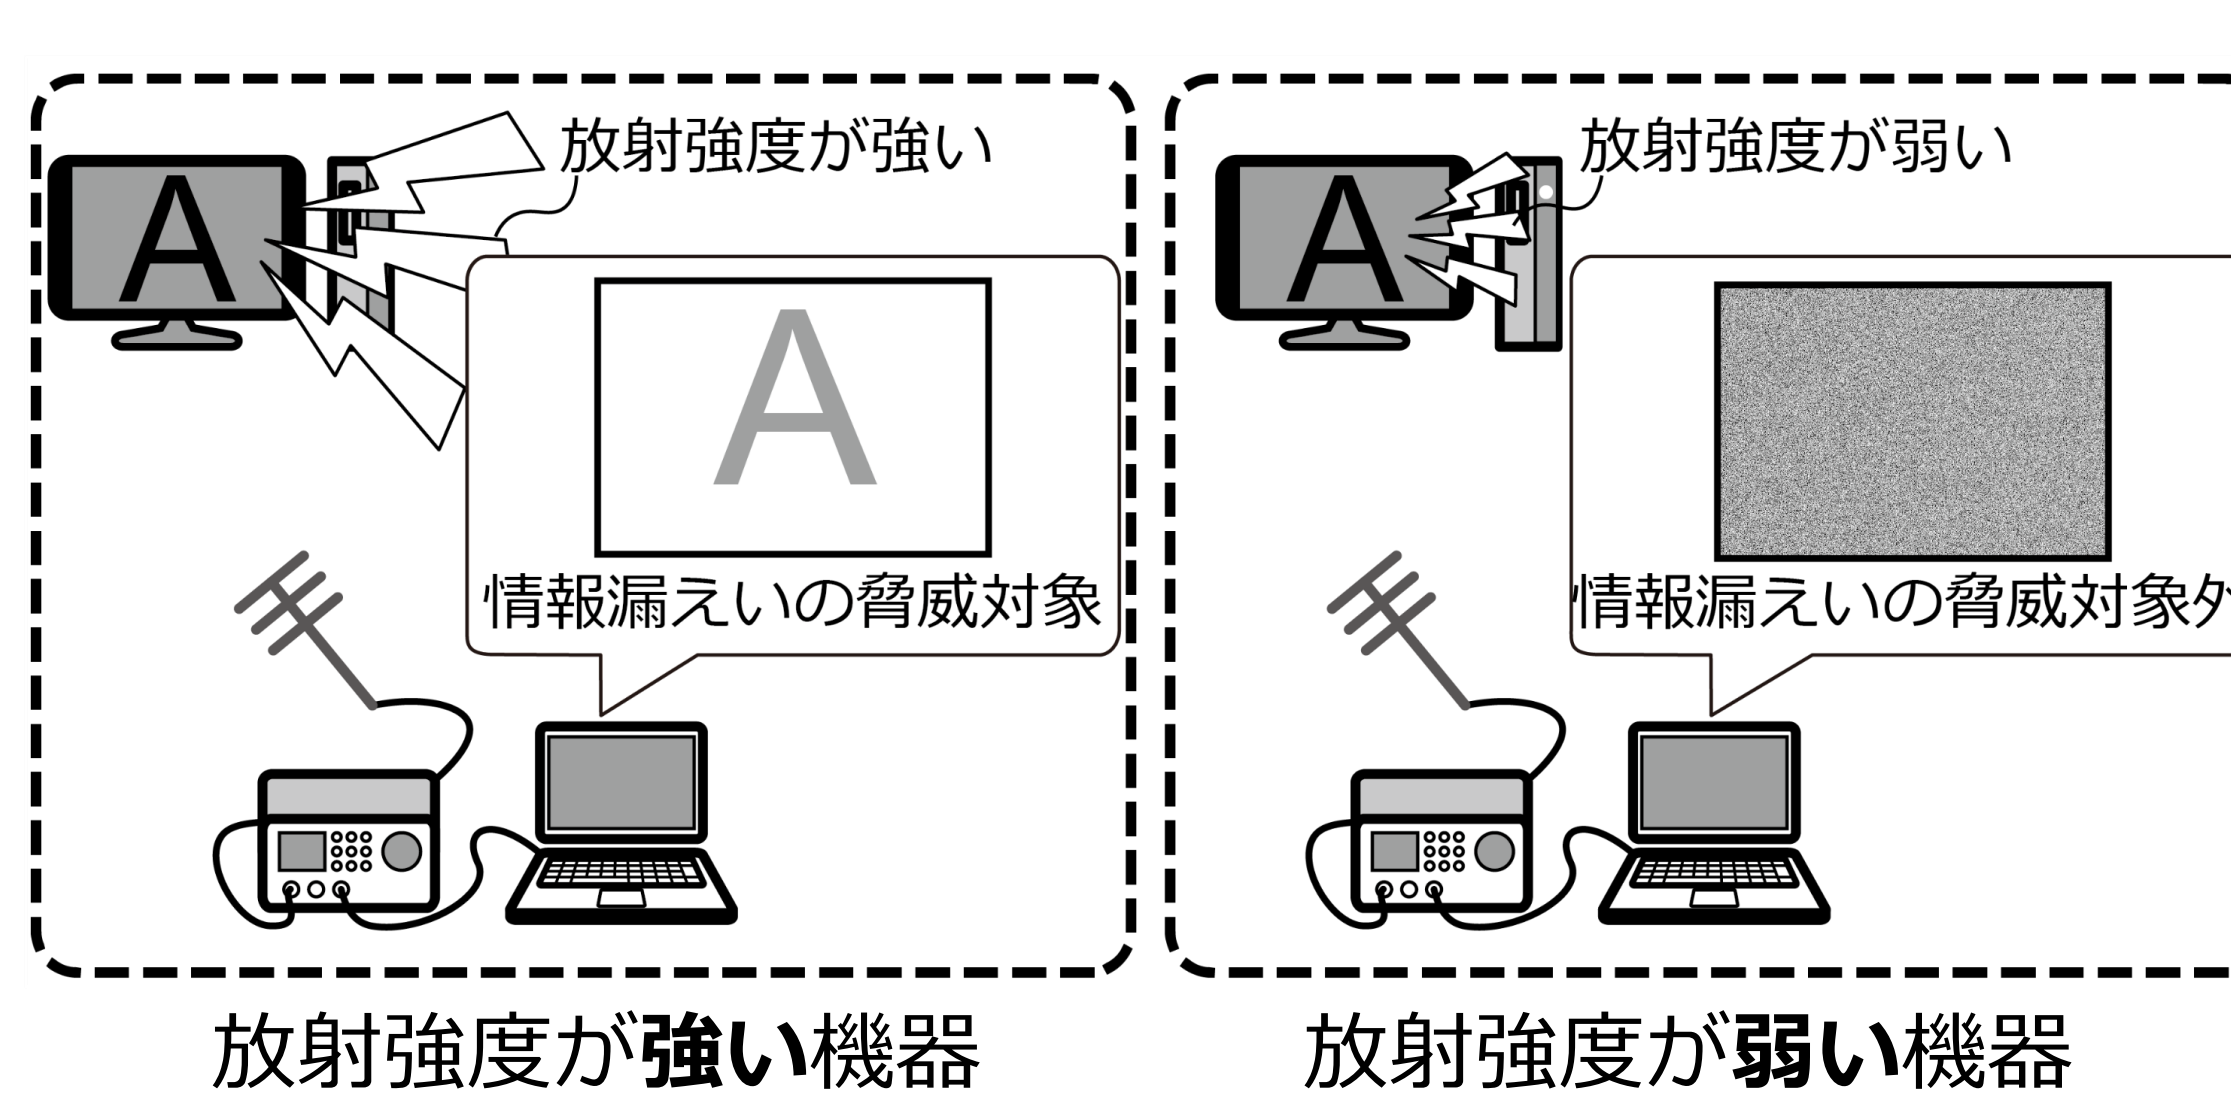 放射強度が強い
A
A
情報漏えいの脅威対象
放射強度が強い機器
放射強度が弱い
A
情報漏えいの脅威対象外
放射強度が弱い機器